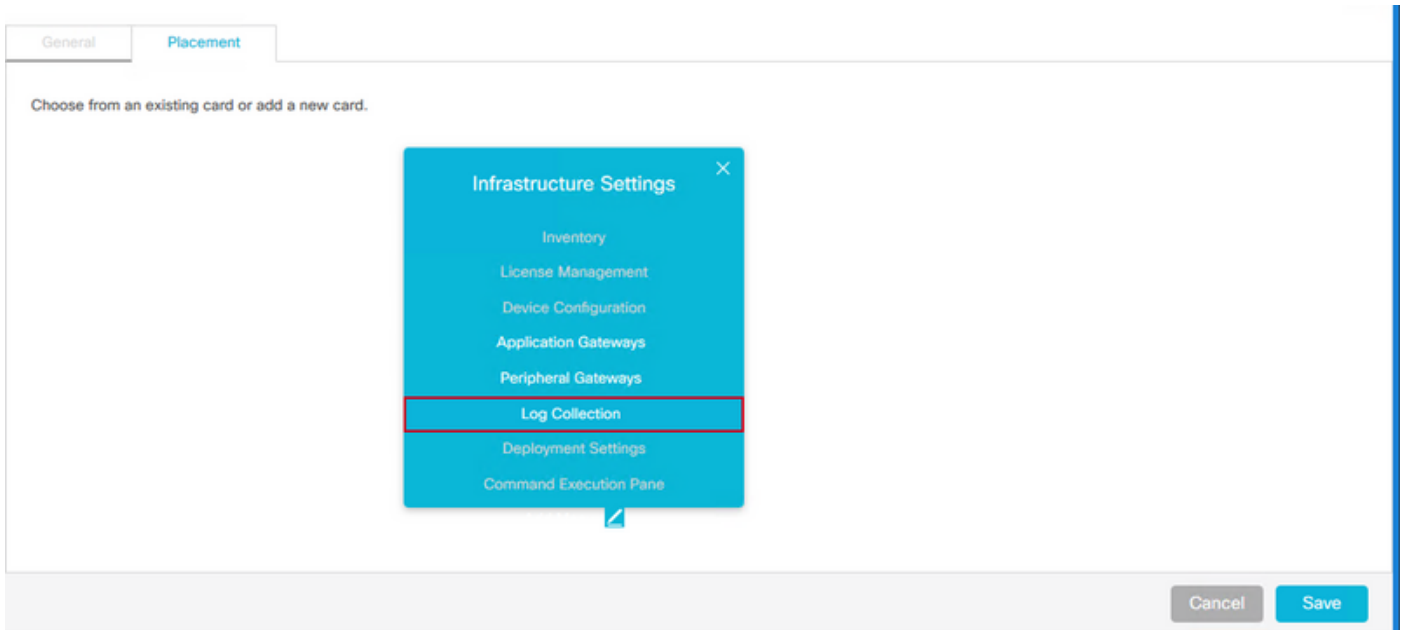 General
Placement
Choose from an existing card or add a new card.
Infrastructure Settings
Inventory
License Management
Device Configuration
Application Gateways
Peripheral Gateways
Log Collection
Deployment Settings
Command Execution Pane
Cancel
Save